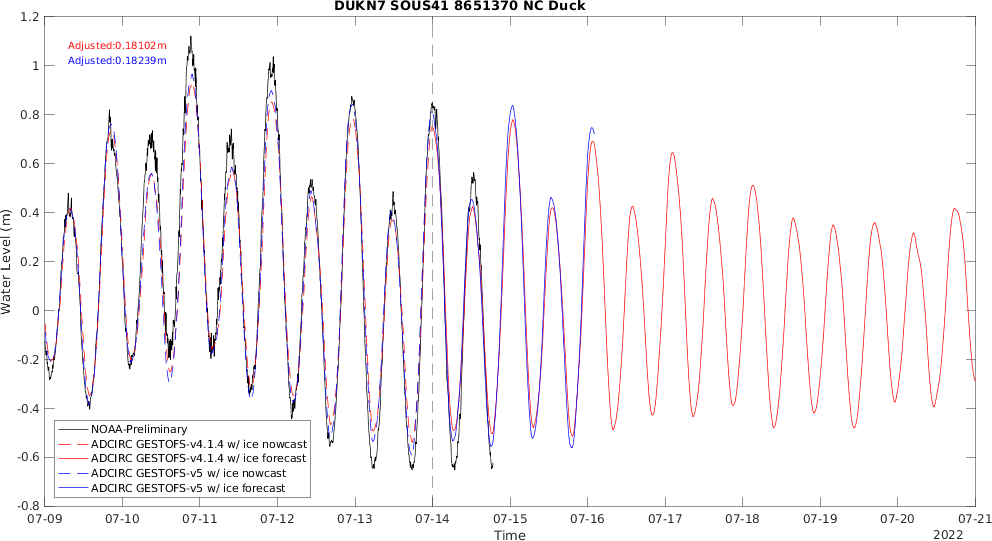 DUKN7 SOUS41 8651370 NC Duck
Adjusted:0.18102m
Adjusted:0.18239m
Water Level (m)
1.2
1
0.8
0.6
0.4
0.2
0
-0.2
-0.4
-0.6
-0.8
NOAA-Preliminary
ADCIRC GESTOFS-v4.1.4 w/ ice nowcast
ADCIRC GESTOFS-v4.1.4 w/ ice forecast
ADCIRC GESTOFS-v5 w/ ice nowcast
ADCIRC GESTOFS-v5 w/ ice forecast
07-09 07-10 07-11 07-12 07-13 07-14 07-15 07-16 07-17 07-18 07-19 07-20 07-21
Time
2022